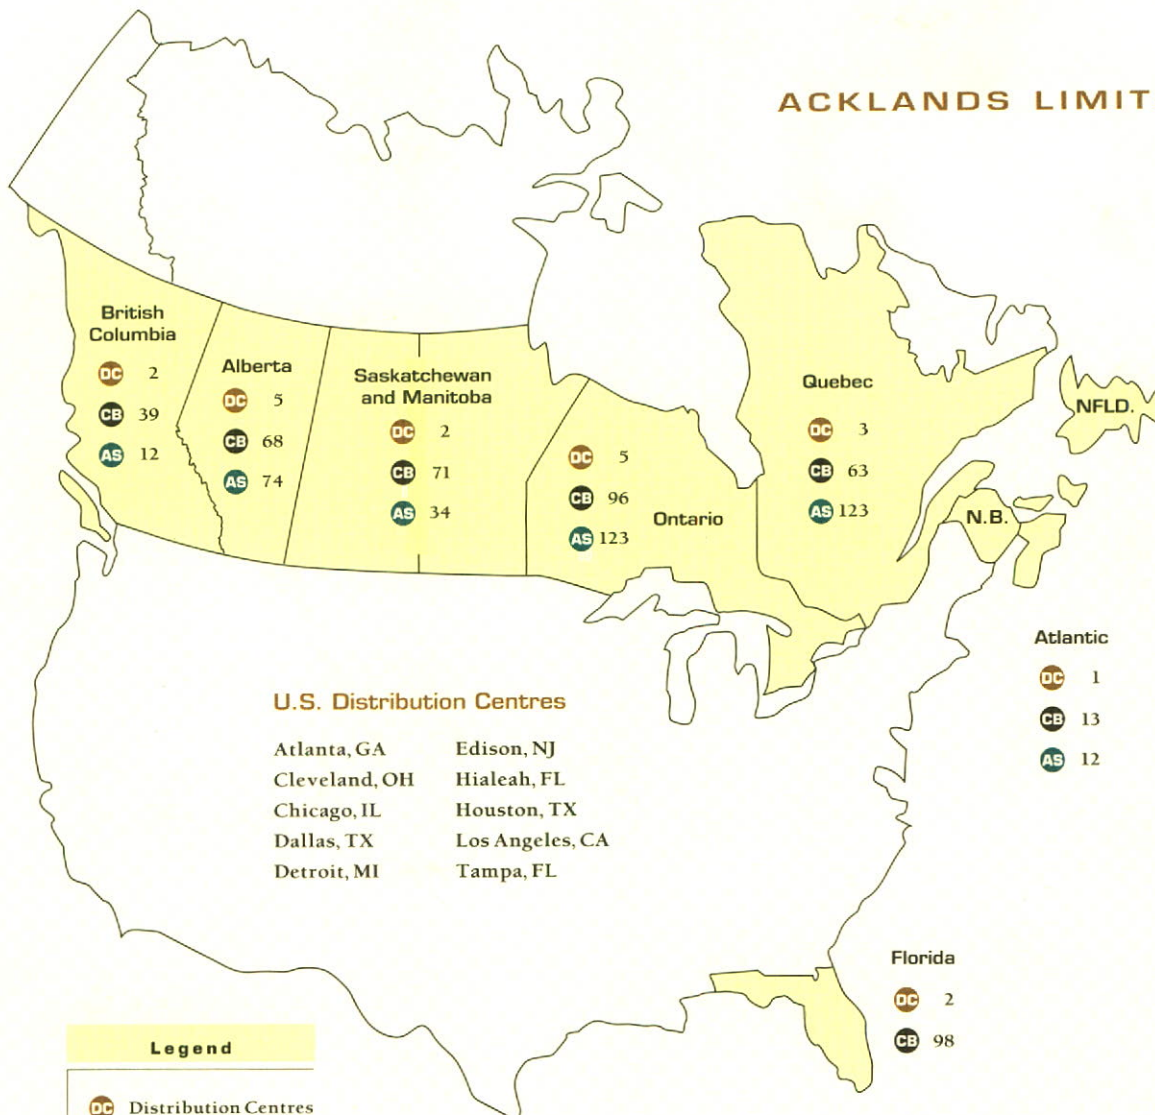 ACKLANDS LIMIT
British
Columbia
DC 2
CB 39
AS 12
Alberta
DC 5
CB 68
AS 74
Saskatchewan
and Manitoba
DC 2
CB 71
AS 34
DC 5
CB 96
AS 123
Ontario
Quebec
DC 3
CB 63
AS 123
NFLD.
N.B.
Atlantic
DC 1
CB 13
AS 12
U.S. Distribution Centres
Atlanta, GA
Cleveland, OH
Chicago, IL
Dallas, TX
Detroit, MI
Edison, NJ
Hialeah, FL
Houston, TX
Los Angeles, CA
Tampa, FL
Florida
DC 2
CB 98
Legend
DC Distribution Centres